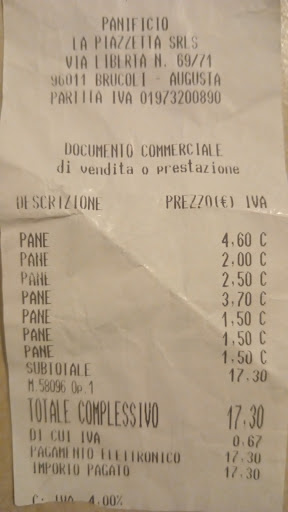 PANIFICIO
LA PIAZZETTA SRLS
VIA LIBERTA N. 69/71
96011 BRUCOLI - AUGUSTA
PARTITA IVA 01973200890
DOCUMENTO COMMERCIALE
di vendita o prestazione
DESCRIZIONE PREZZO(€) IVA
PANE 4,60 C
PANE 2,00 C
PANE 2,50 C
PANE 3,70 C
PANE 1,50 C
PANE 1,50 C
PANE 1,50 C
SUBTOTALE 17,30
M.58096 Op.1
TOTALE COMPLESSIVO 17,30
DI CUI IVA 0,67
PAGAMENTO ELETTRONICO 17,30
IMPORTO PAGATO 17,30
C: IVA 4,00%